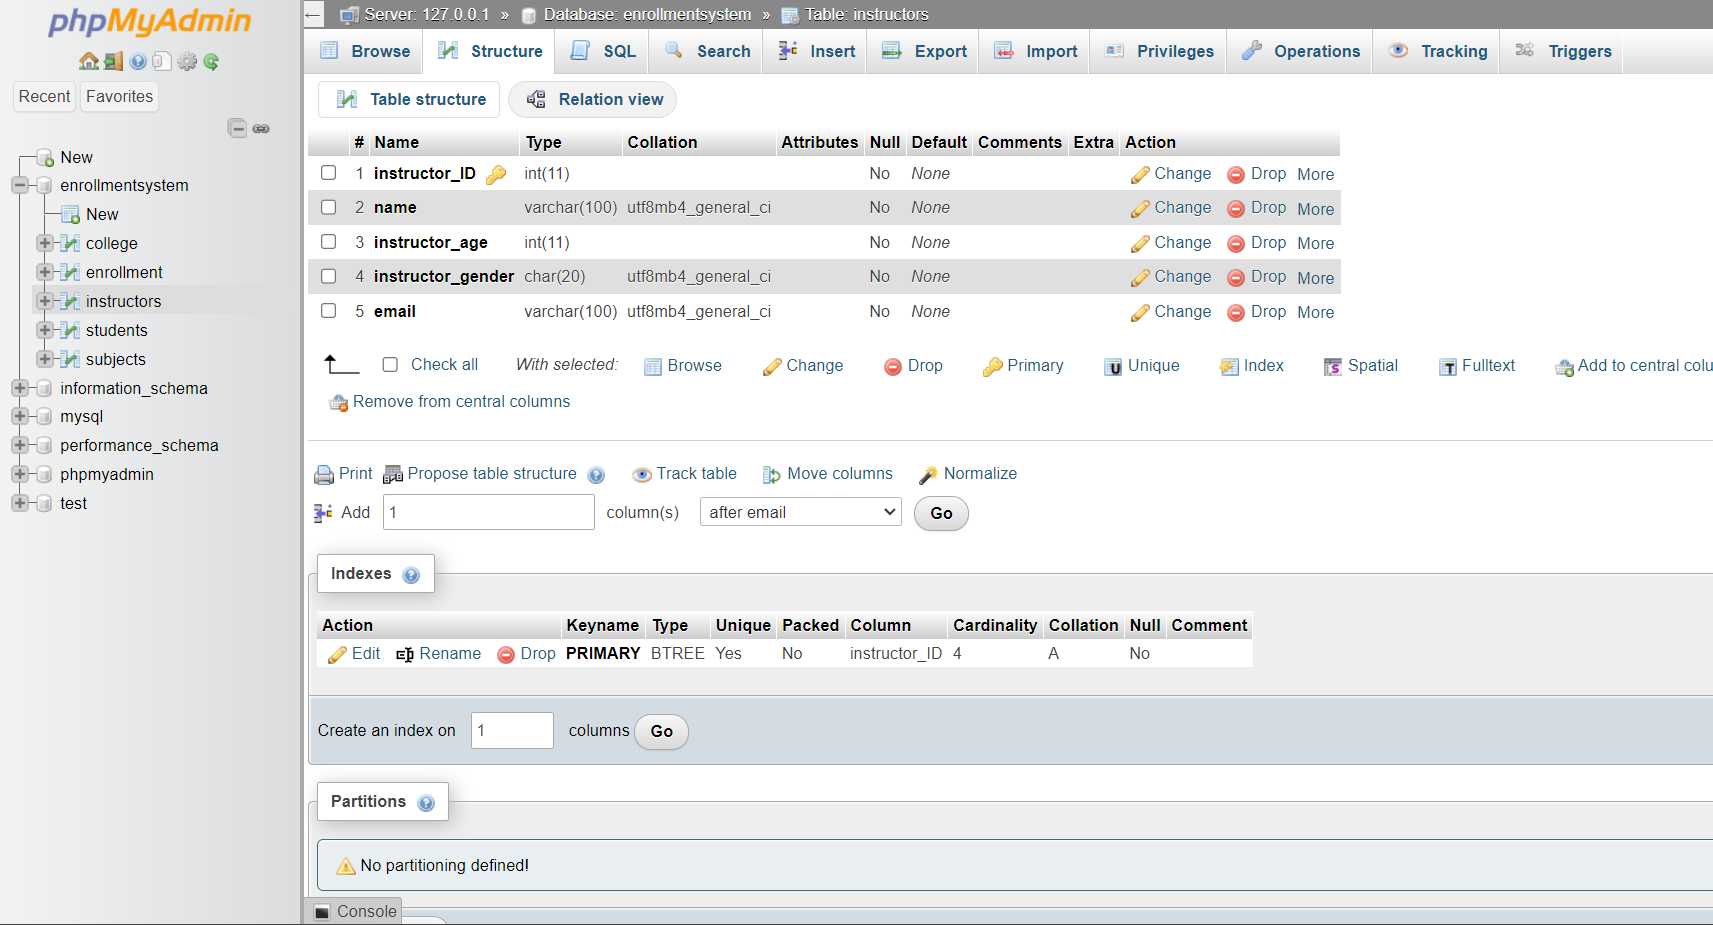 phpMyAdmin
Recent Favorites
New
enrollmentsystem
New
college
enrollment
instructors
students
subjects
information_schema
mysql
performance_schema
phpmyadmin
test
Server: 127.0.0.1 » Database: enrollmentsystem » Table: instructors
Browse Structure SQL Search Insert Export Import Privileges Operations Tracking Triggers
Table structure Relation view
# Name Type Collation Attributes Null Default Comments Extra Action
1 instructor_ID int(11) No None Change Drop More
2 name varchar(100) utf8mb4_general_ci No None Change Drop More
3 instructor_age int(11) No None Change Drop More
4 instructor_gender char(20) utf8mb4_general_ci No None Change Drop More
5 email varchar(100) utf8mb4_general_ci No None Change Drop More
Check all With selected: Browse Change Drop Primary Unique Index Spatial Fulltext Add to central colu
Remove from central columns
Print Propose table structure Track table Move columns Normalize
Add 1 column(s) after email Go
Indexes
Action Keyname Type Unique Packed Column Cardinality Collation Null Comment
Edit Rename Drop PRIMARY BTREE Yes No instructor_ID 4 A No
Create an index on 1 columns Go
Partitions
No partitioning defined!
Console